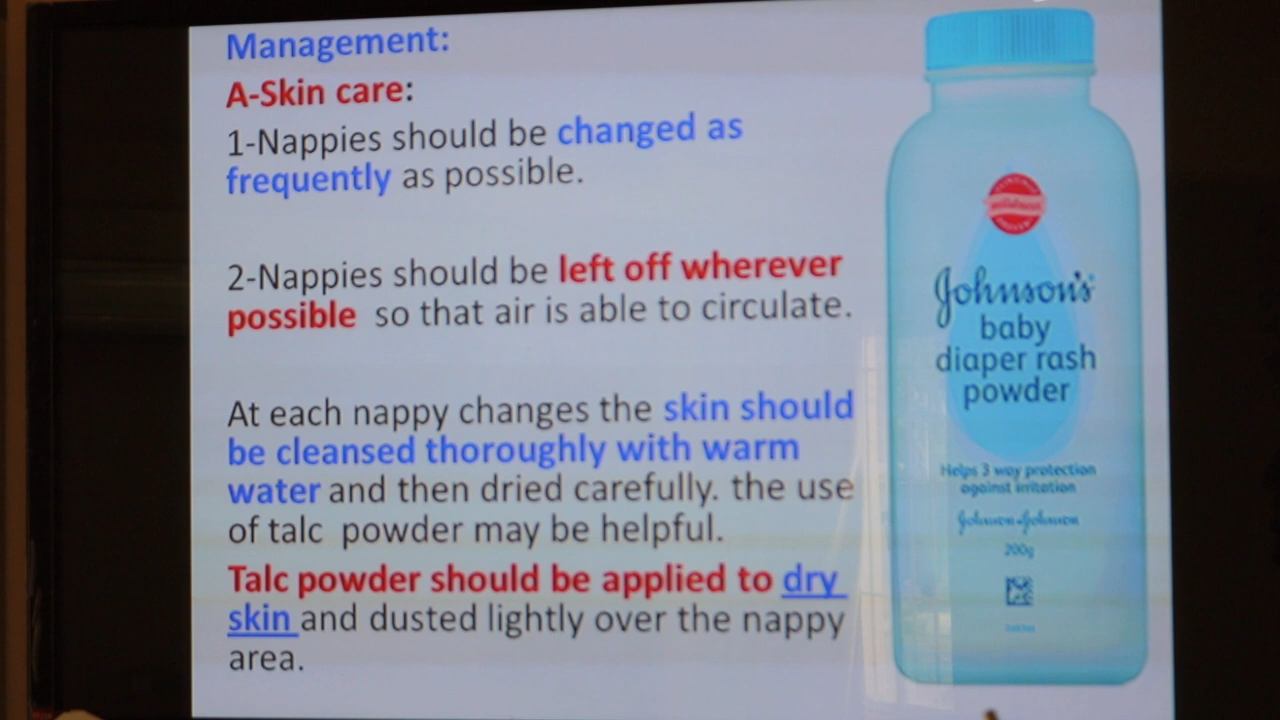 Management:
A-Skin care:
1-Nappies should be changed as
frequently as possible.
2-Nappies should be left off wherever
possible so that air is able to circulate.
At each nappy changes the skin should
be cleansed thoroughly with warm
water and then dried carefully. the use
of talc powder may be helpful.
Talc powder should be applied to dry
skin and dusted lightly over the nappy
area.
Johnson's
baby
diaper rash
powder
Helps 3 way protection
against irritation
Johnson & Johnson
200g